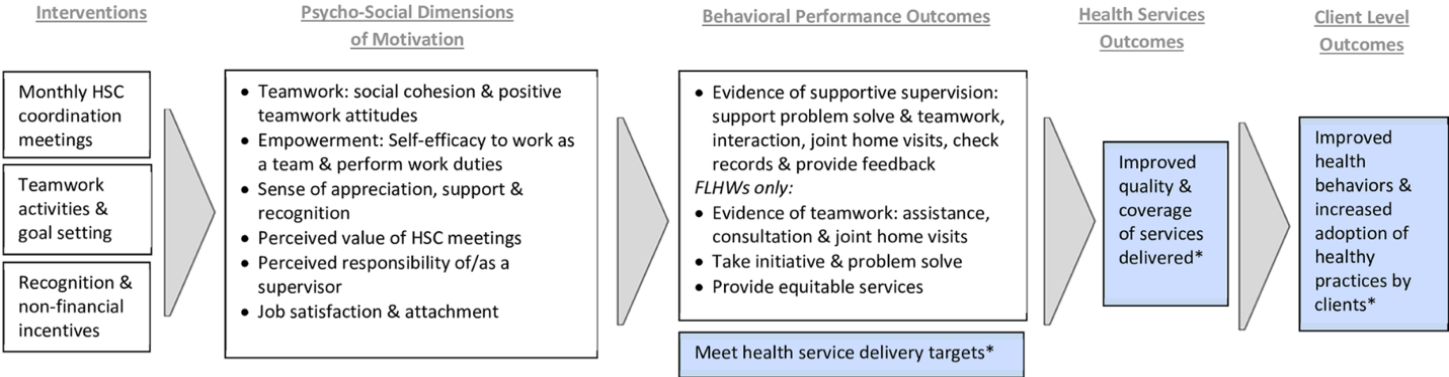 Interventions
Psycho-Social Dimensions
of Motivation
Behavioral Performance Outcomes
Health Services
Outcomes
Client Level
Outcomes
Monthly HSC
coordination
meetings
Teamwork
activities &
goal setting
Recognition &
non-financial
incentives
• Teamwork: social cohesion & positive
teamwork attitudes
• Empowerment: Self-efficacy to work as
a team & perform work duties
• Sense of appreciation, support &
recognition
• Perceived value of HSC meetings
• Perceived responsibility of/as a
supervisor
• Job satisfaction & attachment
• Evidence of supportive supervision:
support problem solve & teamwork,
interaction, joint home visits, check
records & provide feedback
FLHWs only:
• Evidence of teamwork: assistance,
consultation & joint home visits
• Take initiative & problem solve
• Provide equitable services
Meet health service delivery targets*
Improved
quality &
coverage
of services
delivered*
Improved
health
behaviors &
increased
adoption of
healthy
practices by
clients*